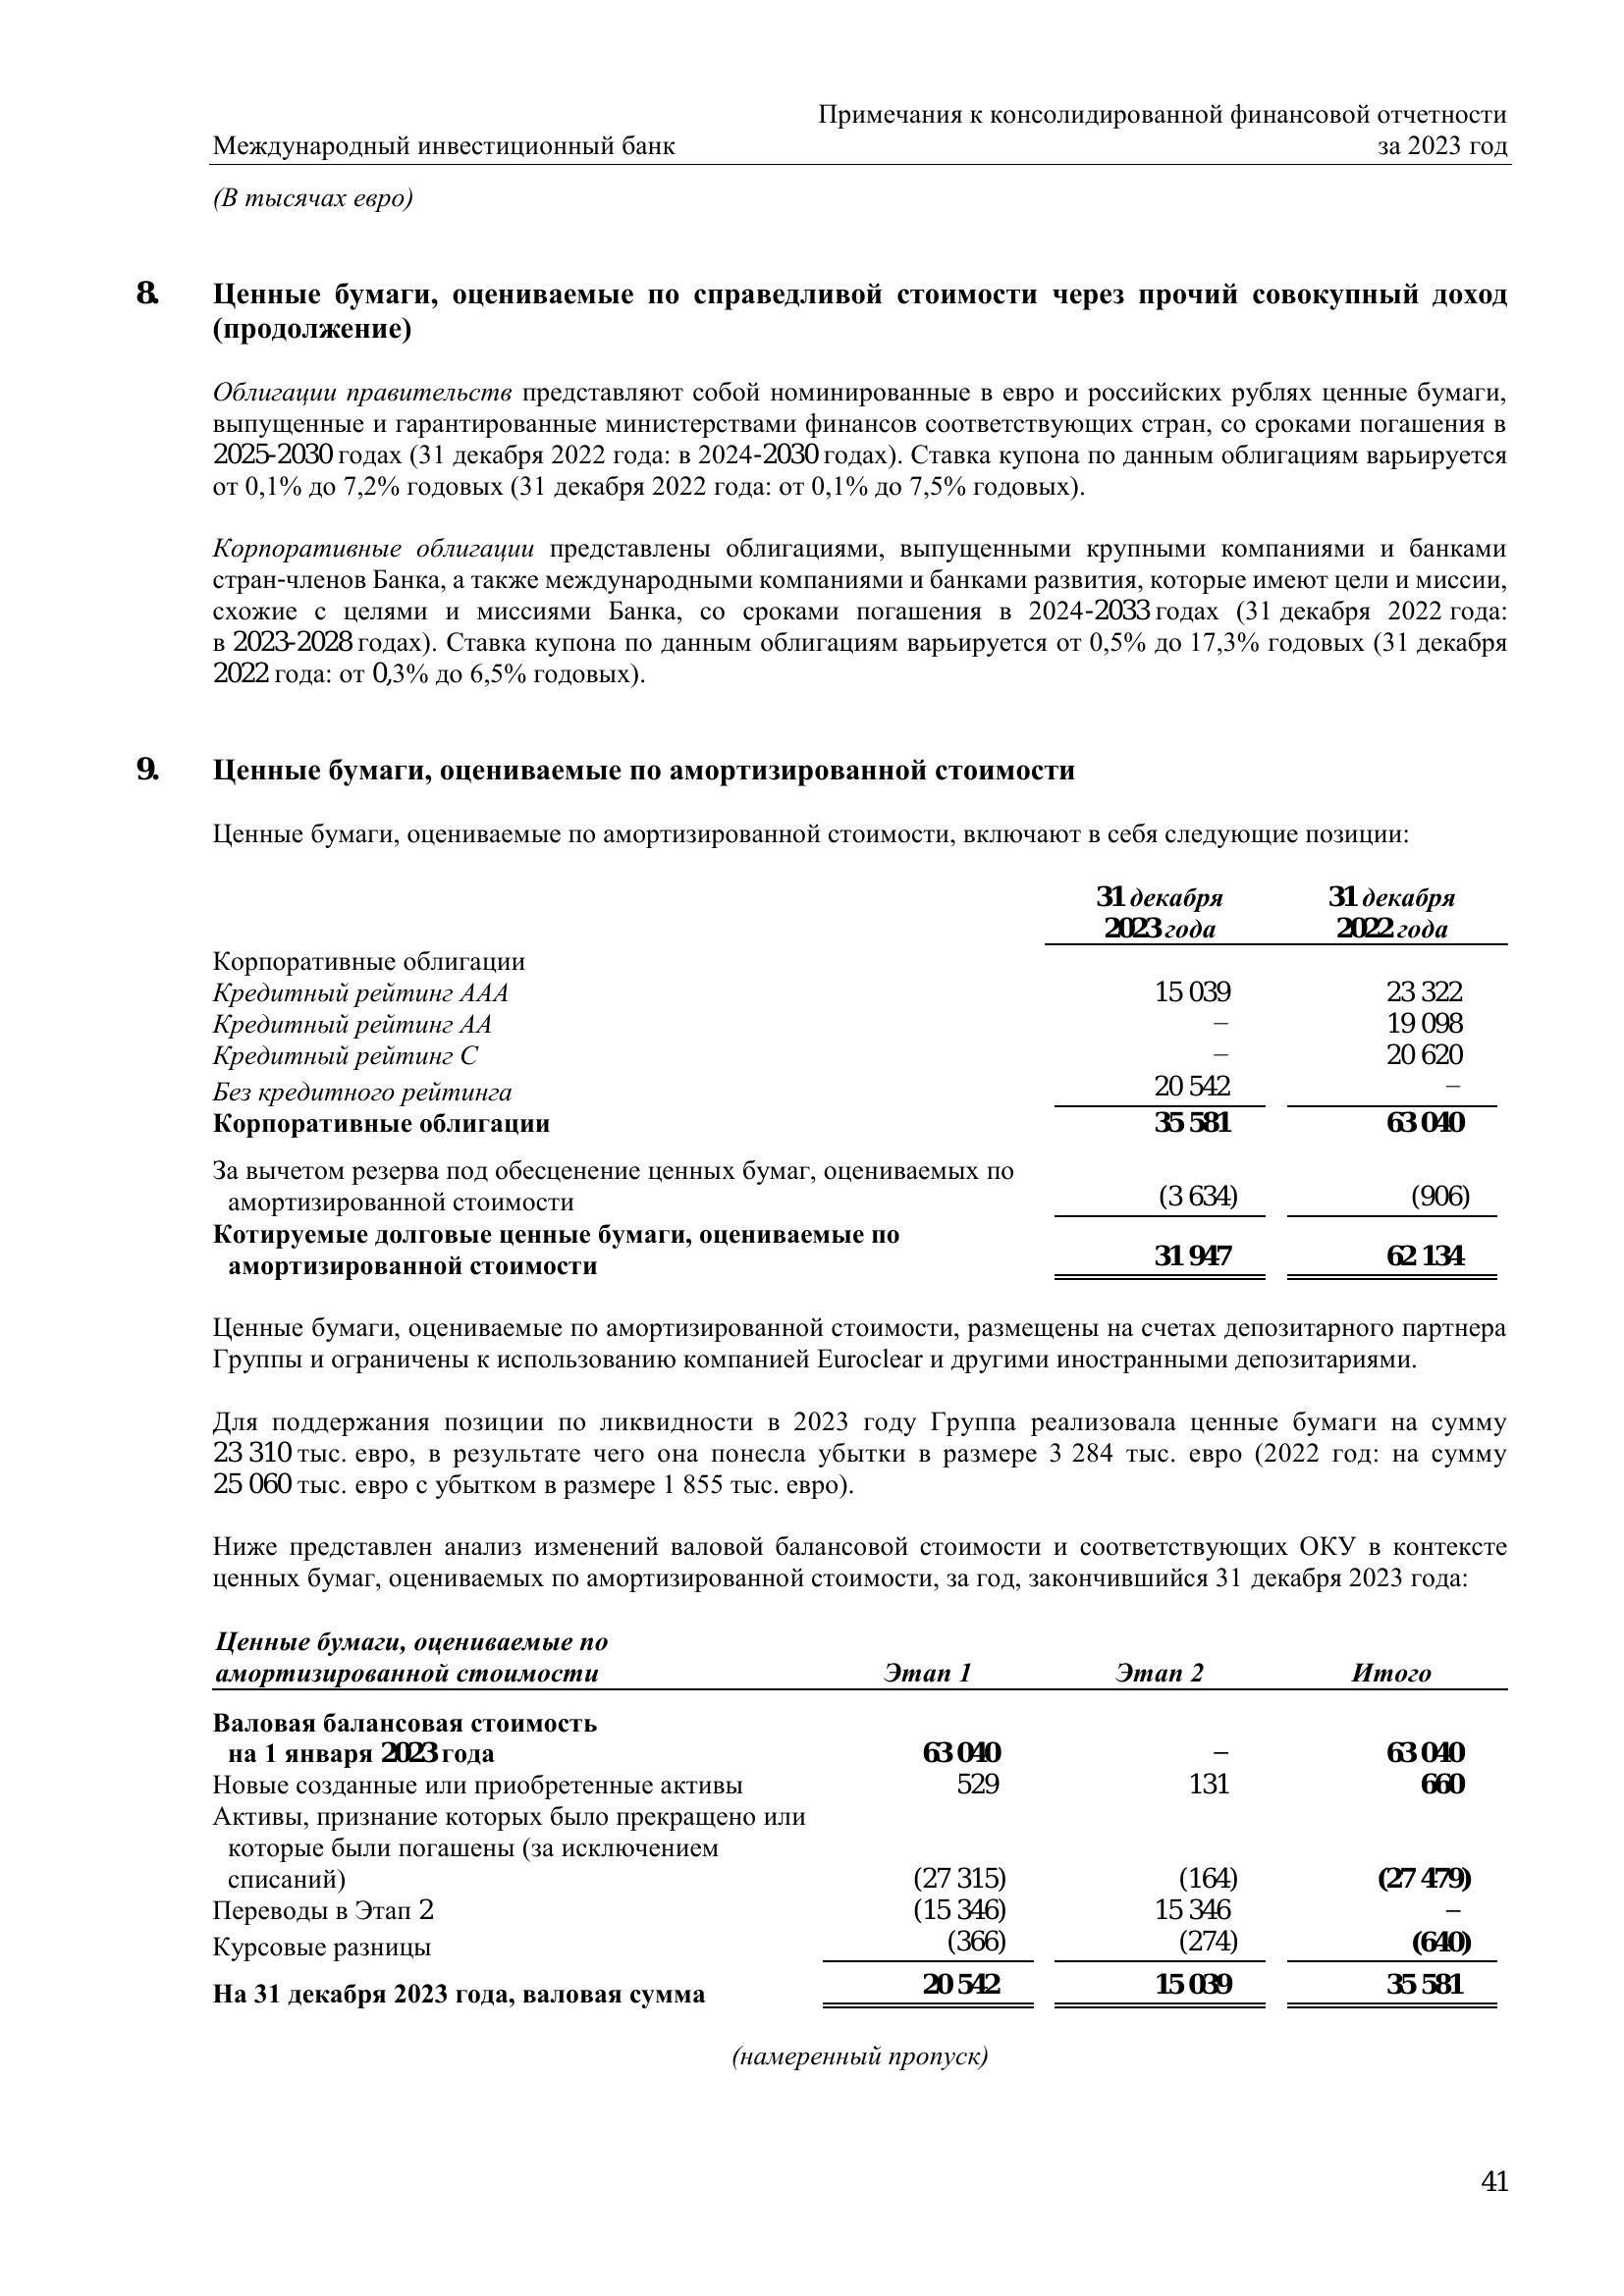 Примечания к консолидированной финансовой отчетности
Международный инвестиционный банк за 2023 год
(В тысячах евро)
8. Ценные бумаги, оцениваемые по справедливой стоимости через прочий совокупный доход
(продолжение)
Облигации правительств представляют собой номинированные в евро и российских рублях ценные бумаги,
выпущенные и гарантированные министерствами финансов соответствующих стран, со сроками погашения в
2025-2030 годах (31 декабря 2022 года: в 2024-2030 годах). Ставка купона по данным облигациям варьируется
от 0,1% до 7,2% годовых (31 декабря 2022 года: от 0,1% до 7,5% годовых).
Корпоративные облигации представлены облигациями, выпущенными крупными компаниями и банками
стран-членов Банка, а также международными компаниями и банками развития, которые имеют цели и миссии,
схожие с целями и миссиями Банка, со сроками погашения в 2024-2033 годах (31 декабря 2022 года:
в 2023-2028 годах). Ставка купона по данным облигациям варьируется от 0,5% до 17,3% годовых (31 декабря
2022 года: от 0,3% до 6,5% годовых).
9. Ценные бумаги, оцениваемые по амортизированной стоимости
Ценные бумаги, оцениваемые по амортизированной стоимости, включают в себя следующие позиции:
31 декабря 31 декабря
2023 года 2022 года
Корпоративные облигации
Кредитный рейтинг AAA 15 039 23 322
Кредитный рейтинг AA – 19 098
Кредитный рейтинг C – 20 620
Без кредитного рейтинга 20 542 –
Корпоративные облигации 35 581 63 040
За вычетом резерва под обесценение ценных бумаг, оцениваемых по
амортизированной стоимости (3 634) (906)
Котируемые долговые ценные бумаги, оцениваемые по
амортизированной стоимости 31 947 62 134
Ценные бумаги, оцениваемые по амортизированной стоимости, размещены на счетах депозитарного партнера
Группы и ограничены к использованию компанией Euroclear и другими иностранными депозитариями.
Для поддержания позиции по ликвидности в 2023 году Группа реализовала ценные бумаги на сумму
23 310 тыс. евро, в результате чего она понесла убытки в размере 3 284 тыс. евро (2022 год: на сумму
25 060 тыс. евро с убытком в размере 1 855 тыс. евро).
Ниже представлен анализ изменений валовой балансовой стоимости и соответствующих ОКУ в контексте
ценных бумаг, оцениваемых по амортизированной стоимости, за год, закончившийся 31 декабря 2023 года:
Ценные бумаги, оцениваемые по
амортизированной стоимости Этап 1 Этап 2 Итого
Валовая балансовая стоимость
на 1 января 2023 года 63 040 – 63 040
Новые созданные или приобретенные активы 529 131 660
Активы, признание которых было прекращено или
которые были погашены (за исключением
списаний) (27 315) (164) (27 479)
Переводы в Этап 2 (15 346) 15 346 –
Курсовые разницы (366) (274) (640)
На 31 декабря 2023 года, валовая сумма 20 542 15 039 35 581
(намеренный пропуск)
41